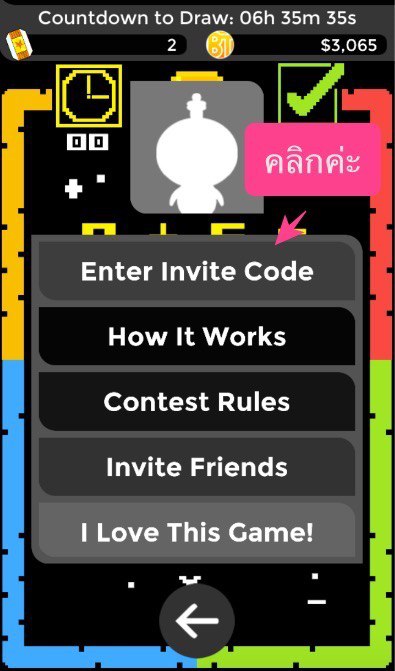 Countdown to Draw: 06h 35m 35s
2
$3,065
00
คลิกค่ะ
Enter Invite Code
How It Works
Contest Rules
Invite Friends
I Love This Game!